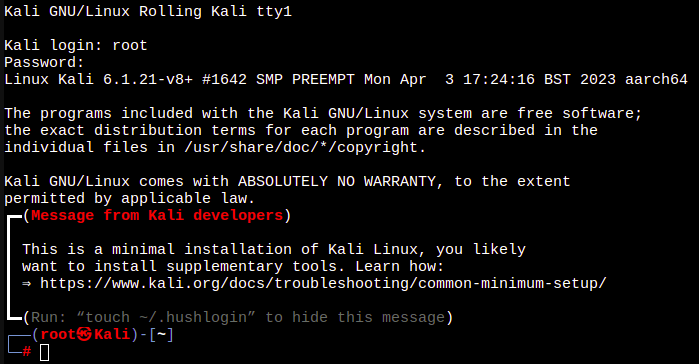 Kali GNU/Linux Rolling Kali tty1
Kali login: root
Password:
Linux Kali 6.1.21-v8+ #1642 SMP PREEMPT Mon Apr  3 17:24:16 BST 2023 aarch64
The programs included with the Kali GNU/Linux system are free software;
the exact distribution terms for each program are described in the
individual files in /usr/share/doc/*/copyright.
Kali GNU/Linux comes with ABSOLUTELY NO WARRANTY, to the extent
permitted by applicable law.
┏━(Message from Kali developers)
┃ This is a minimal installation of Kali Linux, you likely
┃ want to install supplementary tools. Learn how:
┃ ⇒ https://www.kali.org/docs/troubleshooting/common-minimum-setup/
┗━(Run: “touch ~/.hushlogin” to hide this message)
┌──(root㉿Kali)-[~]
└─#